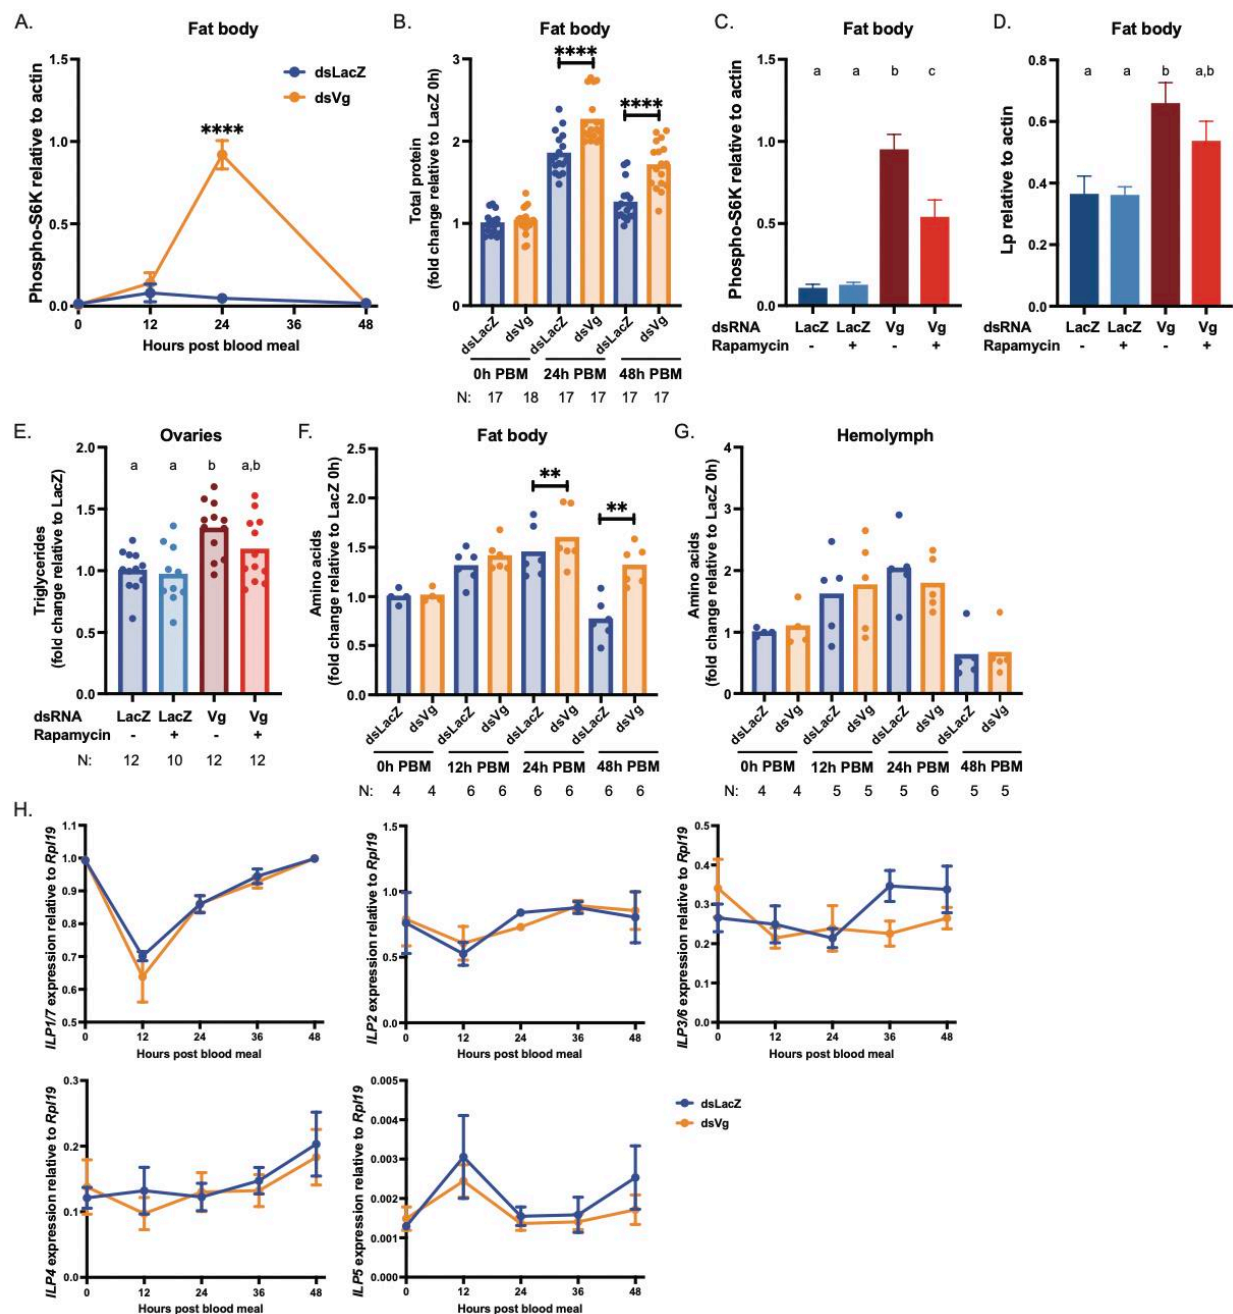 A.
Fat body
Phospho-S6K relative to actin
1.5
1.0
0.5
0.0
0
12
24
36
48
Hours post blood meal
dsLacZ
dsVg
****
B.
Fat body
Total protein
(fold change relative to LacZ 0h)
3
2
1
0
****
****
dsLacZ
dsVg
dsLacZ
dsVg
dsLacZ
dsVg
0h PBM 24h PBM 48h PBM
N: 17 18 17 17 17 17
C.
Fat body
Phospho-S6K relative to actin
1.5
1.0
0.5
0.0
a a b c
dsRNA LacZ LacZ Vg Vg
Rapamycin - + - +
D.
Fat body
Lp relative to actin
0.8
0.6
0.4
0.2
0.0
a a b a,b
dsRNA LacZ LacZ Vg Vg
Rapamycin - + - +
E.
Ovaries
Triglycerides
(fold change relative to LacZ)
2.0
1.5
1.0
0.5
0.0
a a b a,b
dsRNA LacZ LacZ Vg Vg
Rapamycin - + - +
N: 12 10 12 12
F.
Fat body
Amino acids
(fold change relative to LacZ 0h)
2.5
2.0
1.5
1.0
0.5
0.0
**
**
dsLacZ
dsVg
dsLacZ
dsVg
dsLacZ
dsVg
dsLacZ
dsVg
0h PBM 12h PBM 24h PBM 48h PBM
N: 4 4 6 6 6 6 6 6
G.
Hemolymph
Amino acids
(fold change relative to LacZ 0h)
4
3
2
1
0
dsLacZ
dsVg
dsLacZ
dsVg
dsLacZ
dsVg
dsLacZ
dsVg
0h PBM 12h PBM 24h PBM 48h PBM
N: 4 4 5 5 5 6 5 5
H.
ILP1/7 expression relative to Rpl19
1.1
1.0
0.9
0.8
0.7
0.6
0.5
0 12 24 36 48
Hours post blood meal
ILP2 expression relative to Rpl19
1.5
1.0
0.5
0.0
0 12 24 36 48
Hours post blood meal
ILP3/6 expression relative to Rpl19
0.5
0.4
0.3
0.2
0.1
0.0
0 12 24 36 48
Hours post blood meal
ILP4 expression relative to Rpl19
0.3
0.2
0.1
0.0
0 12 24 36 48
Hours post blood meal
ILP5 expression relative to Rpl19
0.005
0.004
0.003
0.002
0.001
0.000
0 12 24 36 48
Hours post blood meal
dsLacZ
dsVg